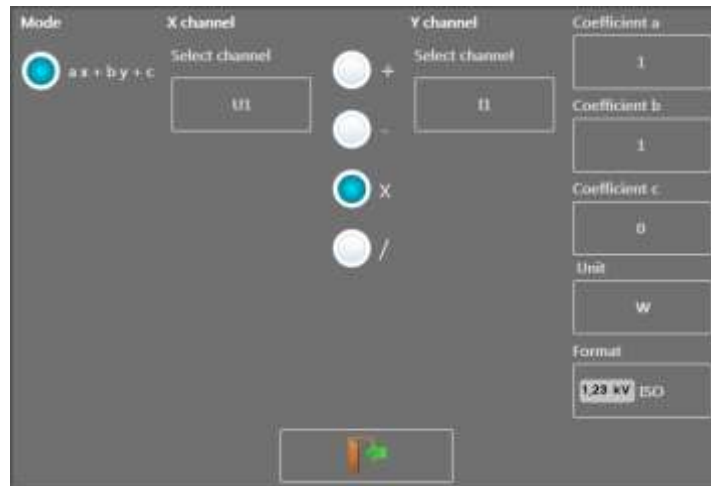 Mode
X channel
Y channel
Coefficient a
a x + b y + c
Select channel
U1
+
-
X
/
Select channel
I1
1
Coefficient b
1
Coefficient c
0
Unit
W
Format
1,23 kV ISO